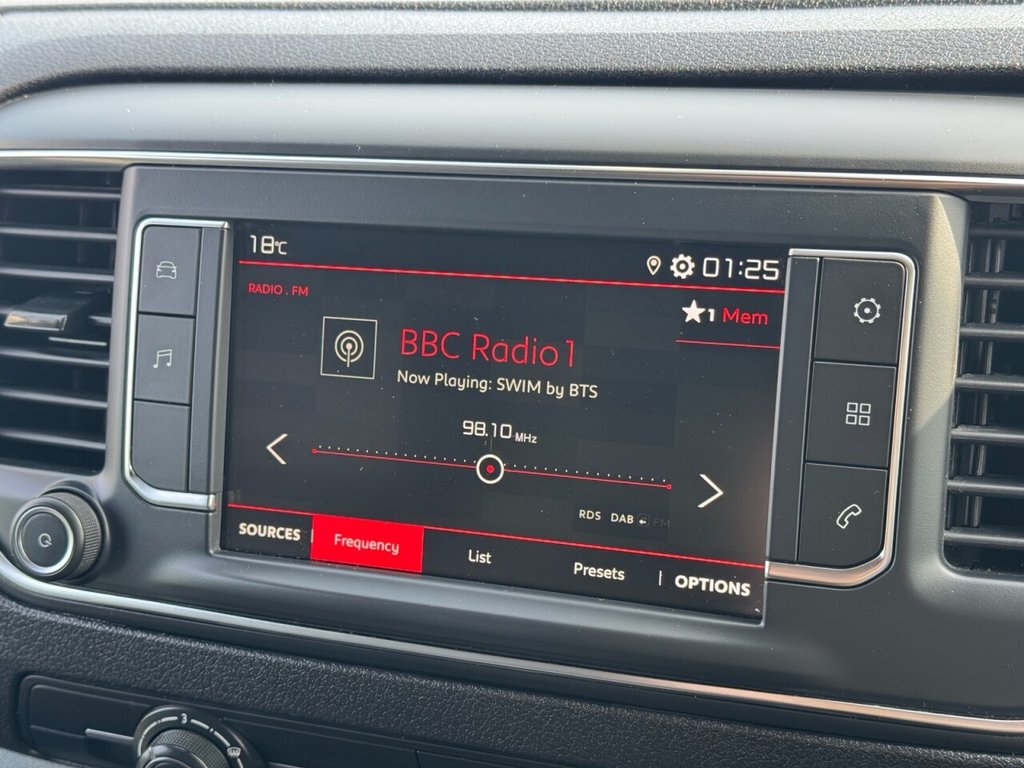 18°C
01:25
RADIO . FM
★1 Mem
BBC Radio 1
Now Playing: SWIM by BTS
98.10 MHz
RDS DAB FM
SOURCES Frequency List Presets OPTIONS
3